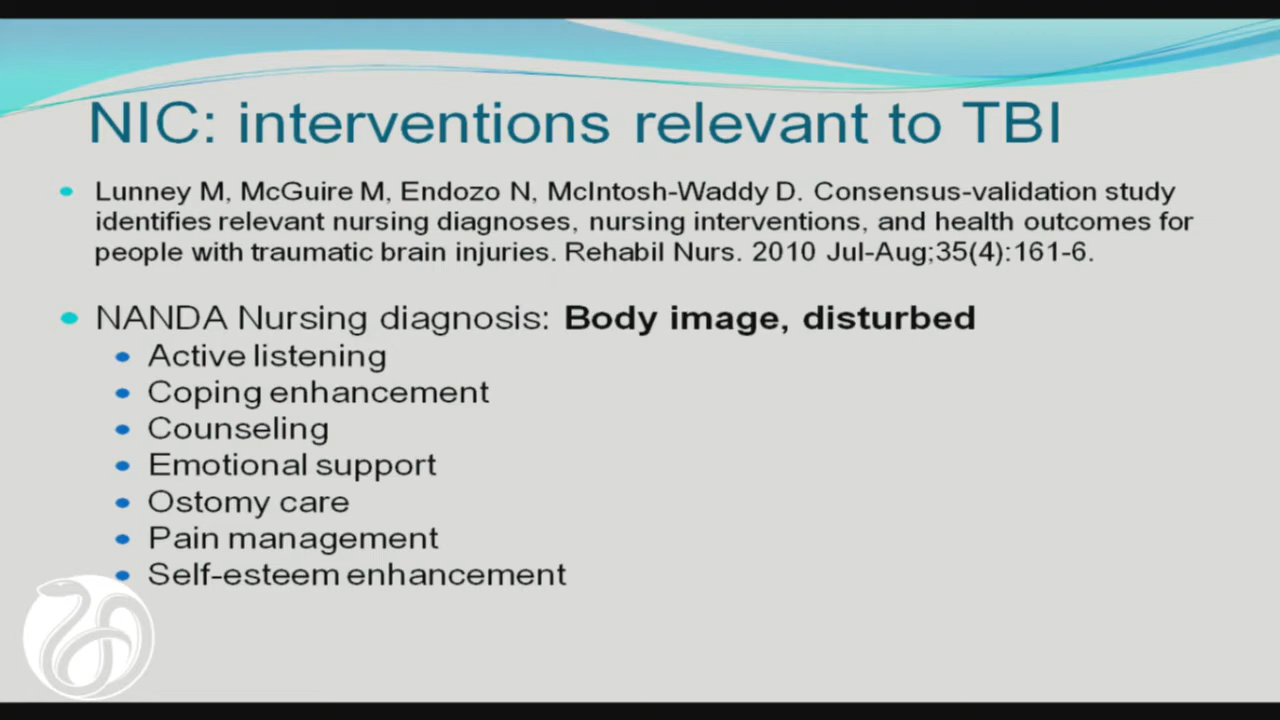 NIC: interventions relevant to TBI
Lunney M, McGuire M, Endozo N, McIntosh-Waddy D. Consensus-validation study
identifies relevant nursing diagnoses, nursing interventions, and health outcomes for
people with traumatic brain injuries. Rehabil Nurs. 2010 Jul-Aug;35(4):161-6.
NANDA Nursing diagnosis: Body image, disturbed
Active listening
Coping enhancement
Counseling
Emotional support
Ostomy care
Pain management
Self-esteem enhancement